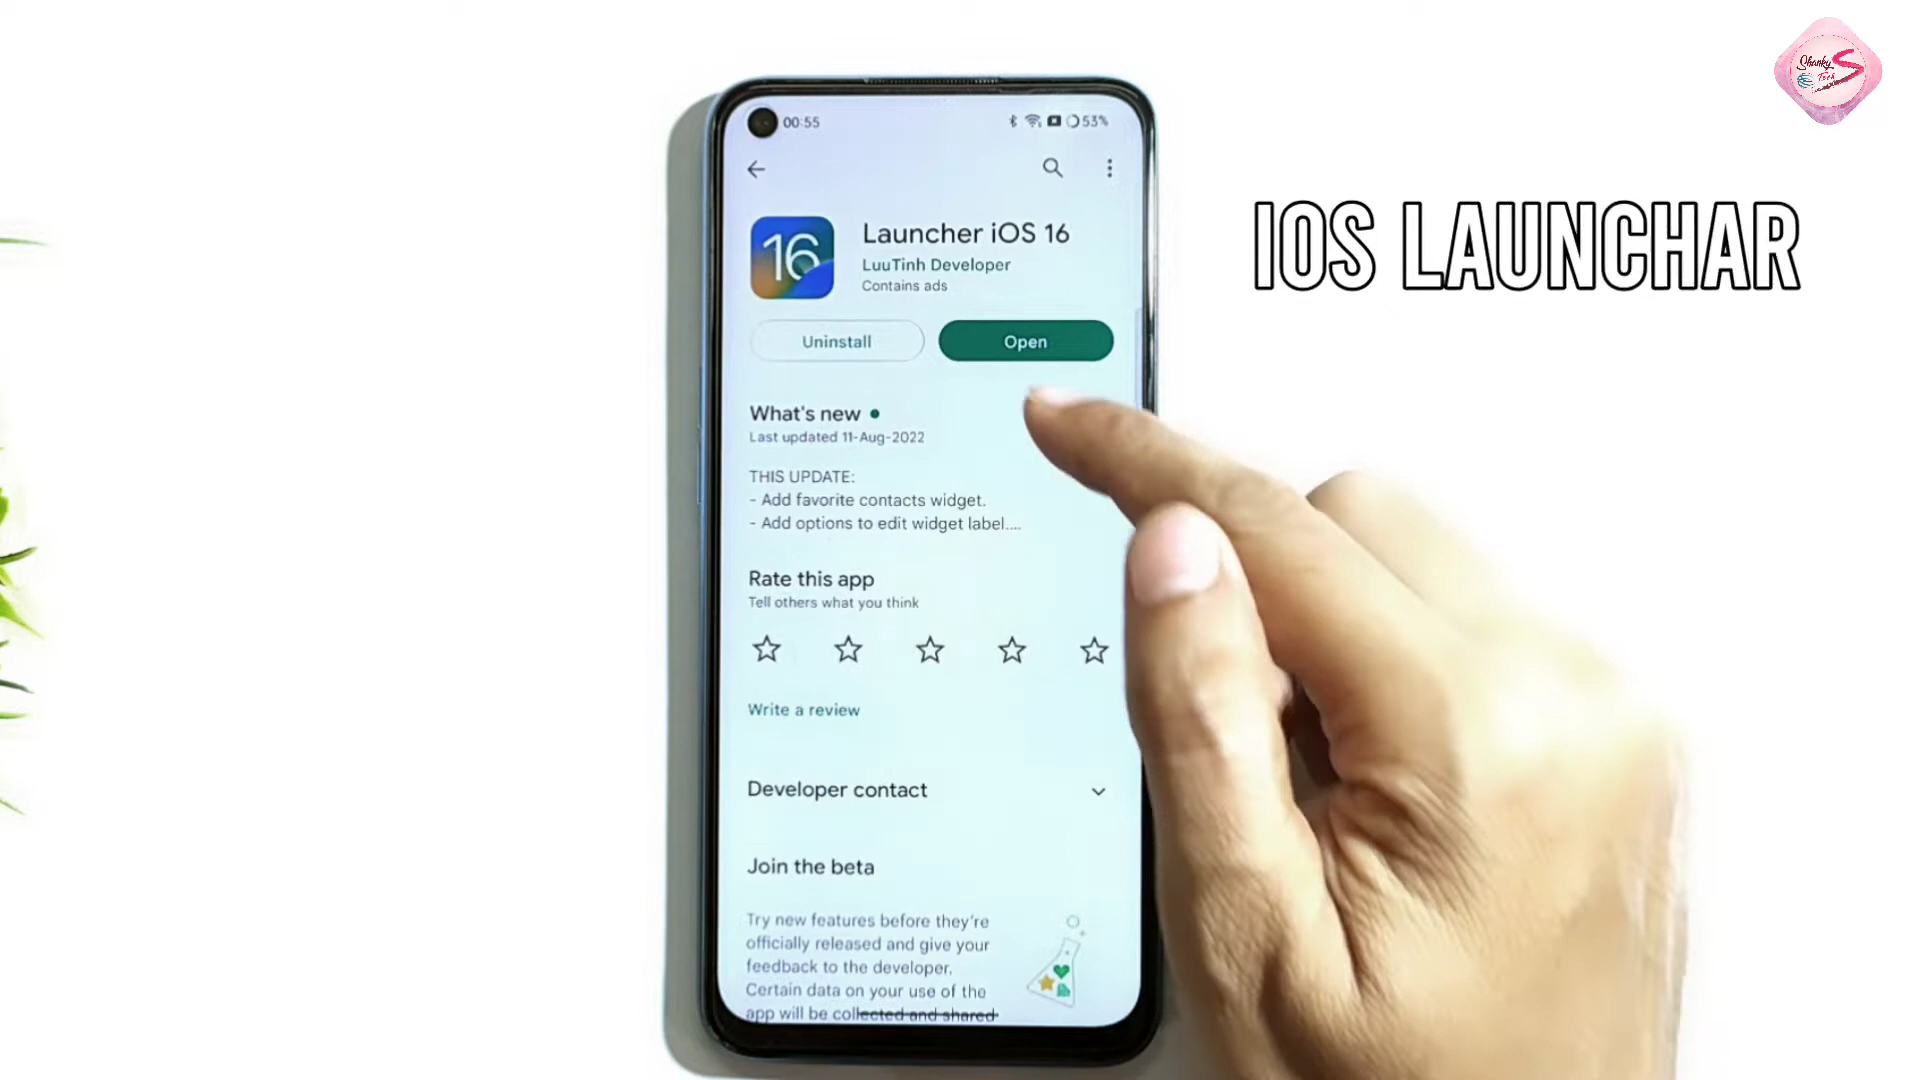 Shanky S
Tech
00:55
53%
16
Launcher iOS 16
LuuTinh Developer
Contains ads
IOS LAUNCHAR
Uninstall
Open
What's new
Last updated 11-Aug-2022
THIS UPDATE:
- Add favorite contacts widget.
- Add options to edit widget label....
Rate this app
Tell others what you think
Write a review
Developer contact
Join the beta
Try new features before they're
officially released and give your
feedback to the developer.
Certain data on your use of the
app will be collected and shared